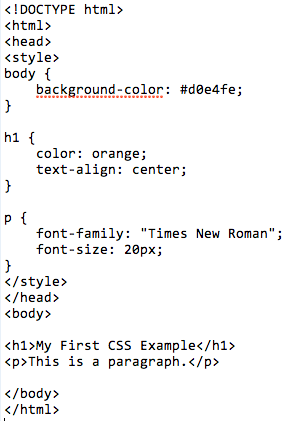 <!DOCTYPE html>
<html>
<head>
<style>
body {
    background-color: #d0e4fe;
}

h1 {
    color: orange;
    text-align: center;
}

p {
    font-family: "Times New Roman";
    font-size: 20px;
}
</style>
</head>
<body>

<h1>My First CSS Example</h1>
<p>This is a paragraph.</p>

</body>
</html>